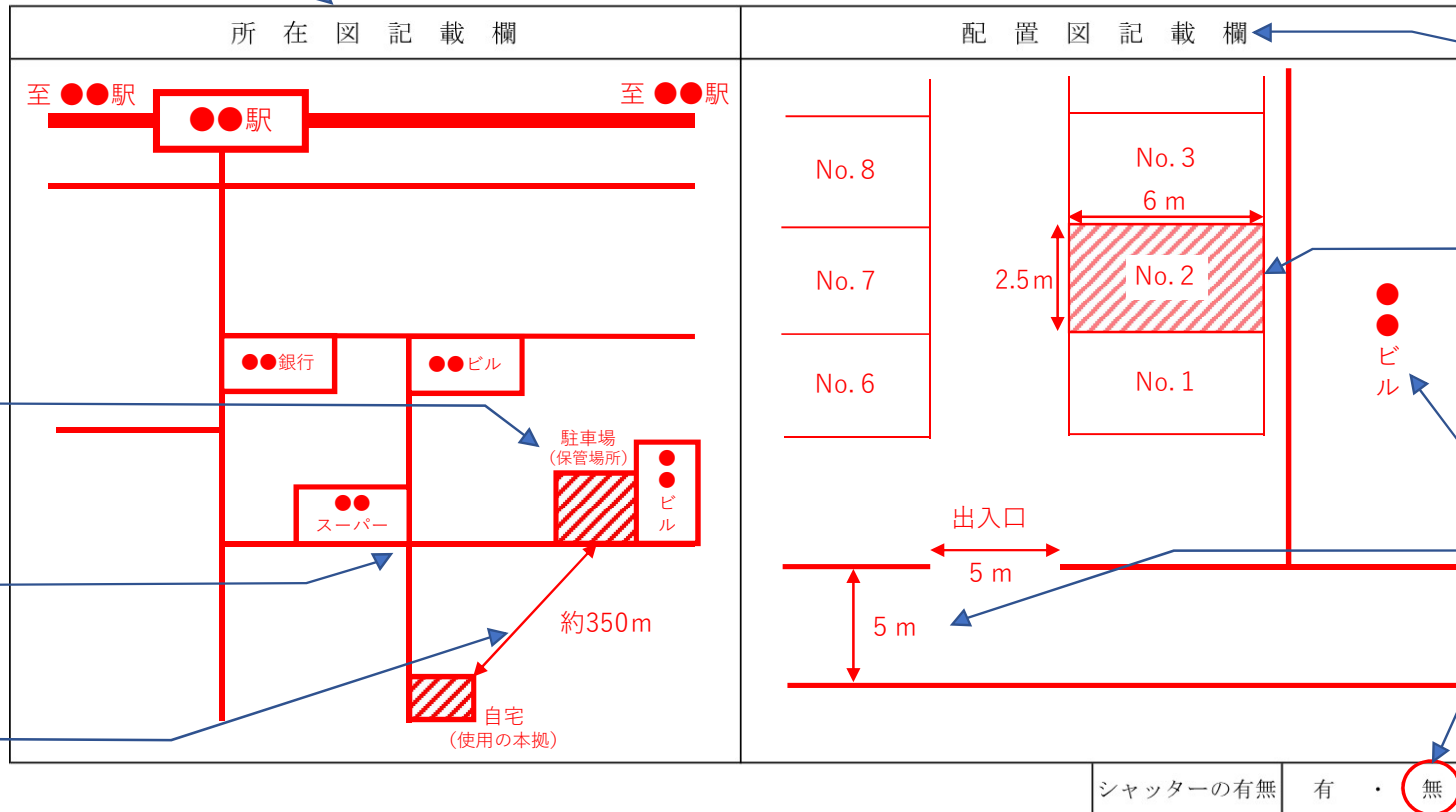 所在図記載欄
配置図記載欄
至 ●●駅
●●駅
至 ●●駅
●●銀行
●●ビル
駐車場
(保管場所)
●●ビル
●●
スーパー
約350m
自宅
(使用の本拠)
No.8
No.3
6 m
No.7
2.5m
No.2
●●ビル
No.6
No.1
出入口
5 m
5 m
シャッターの有無 有 ・ 無